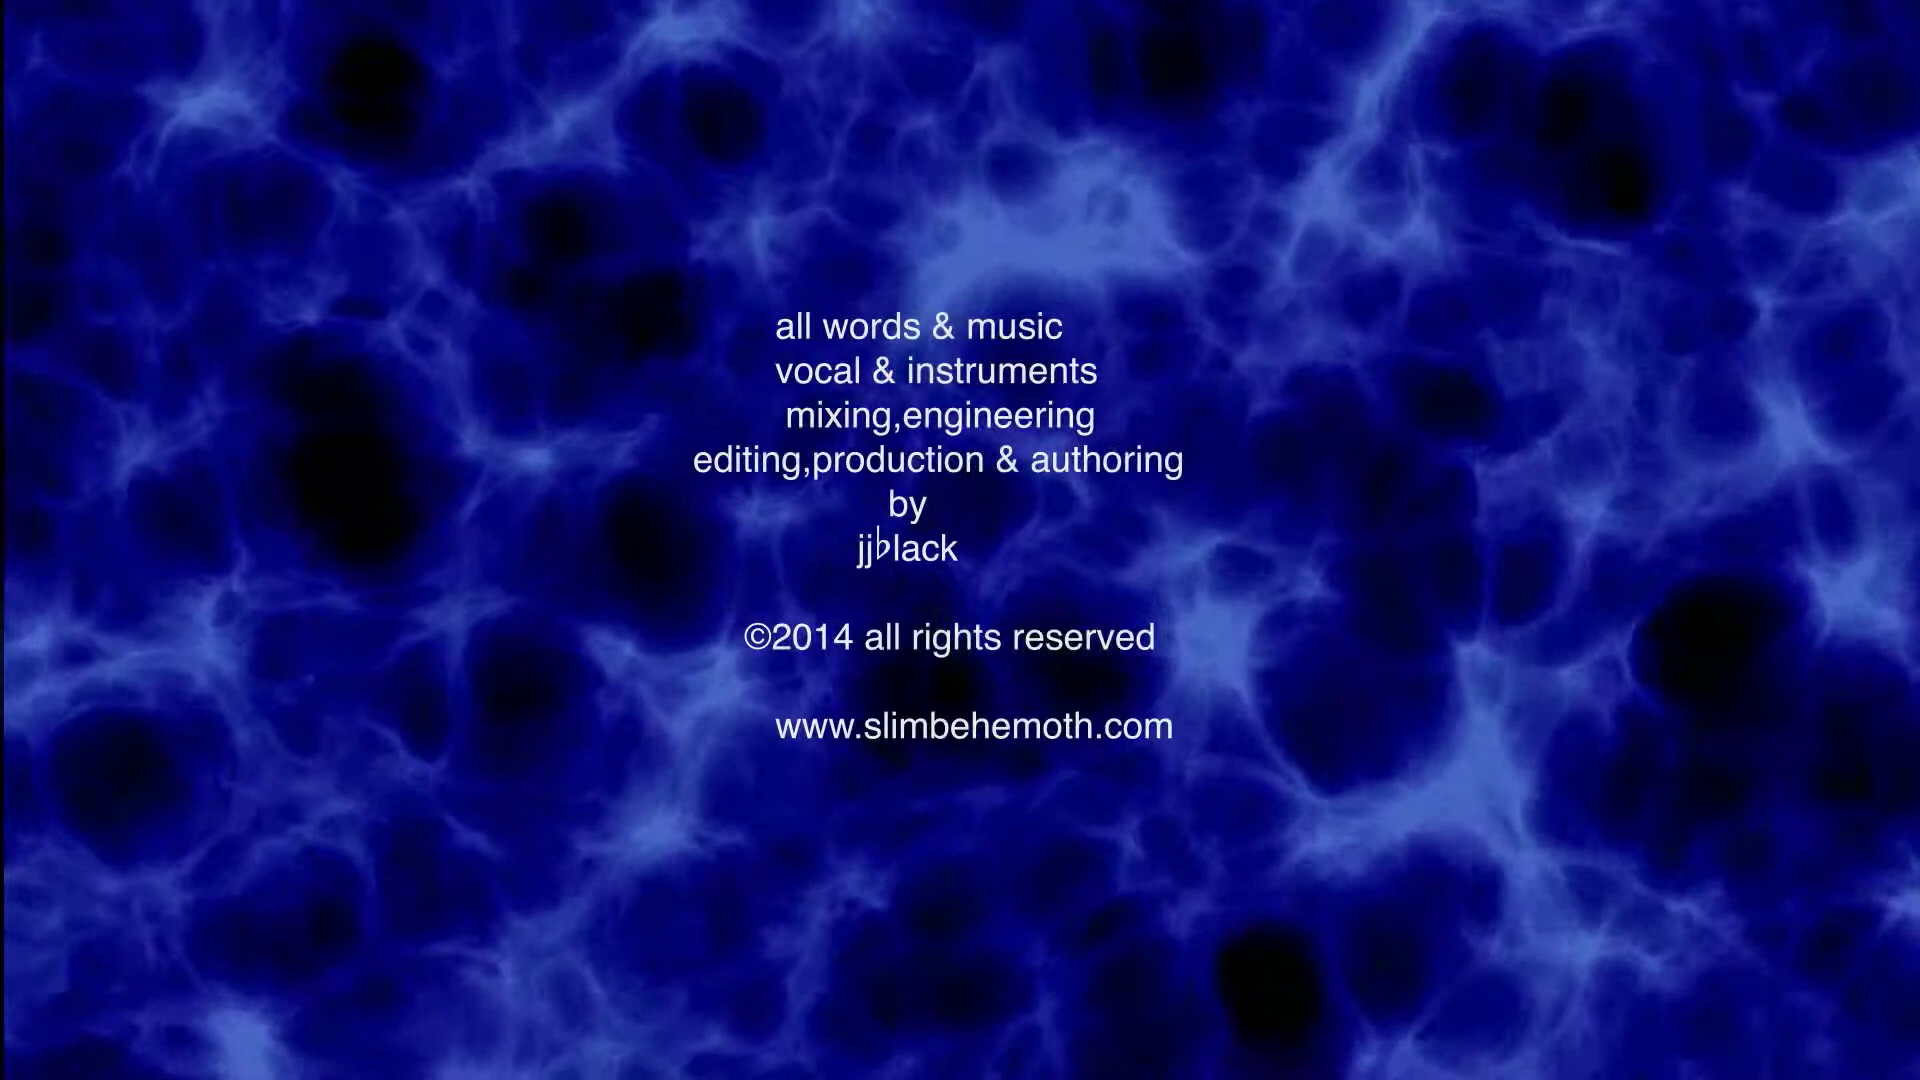 all words & music
vocal & instruments
mixing,engineering
editing,production & authoring
by
jj♭lack
©2014 all rights reserved
www.slimbehemoth.com